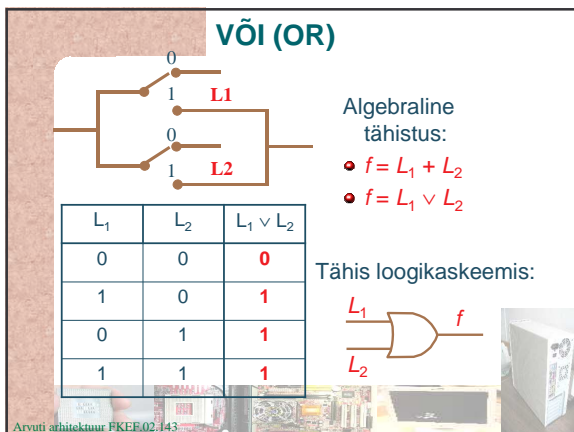 VÕI (OR)
0
1 L1
0
1 L2
Algebraline
tähistus:
f = L₁ + L₂
f = L₁ ∨ L₂
L₁ L₂ L₁ ∨ L₂
0 0 0
1 0 1
0 1 1
1 1 1
Tähis loogikaskeemis:
L₁
f
L₂
Arvuti arhitektuur FKEF.02.143